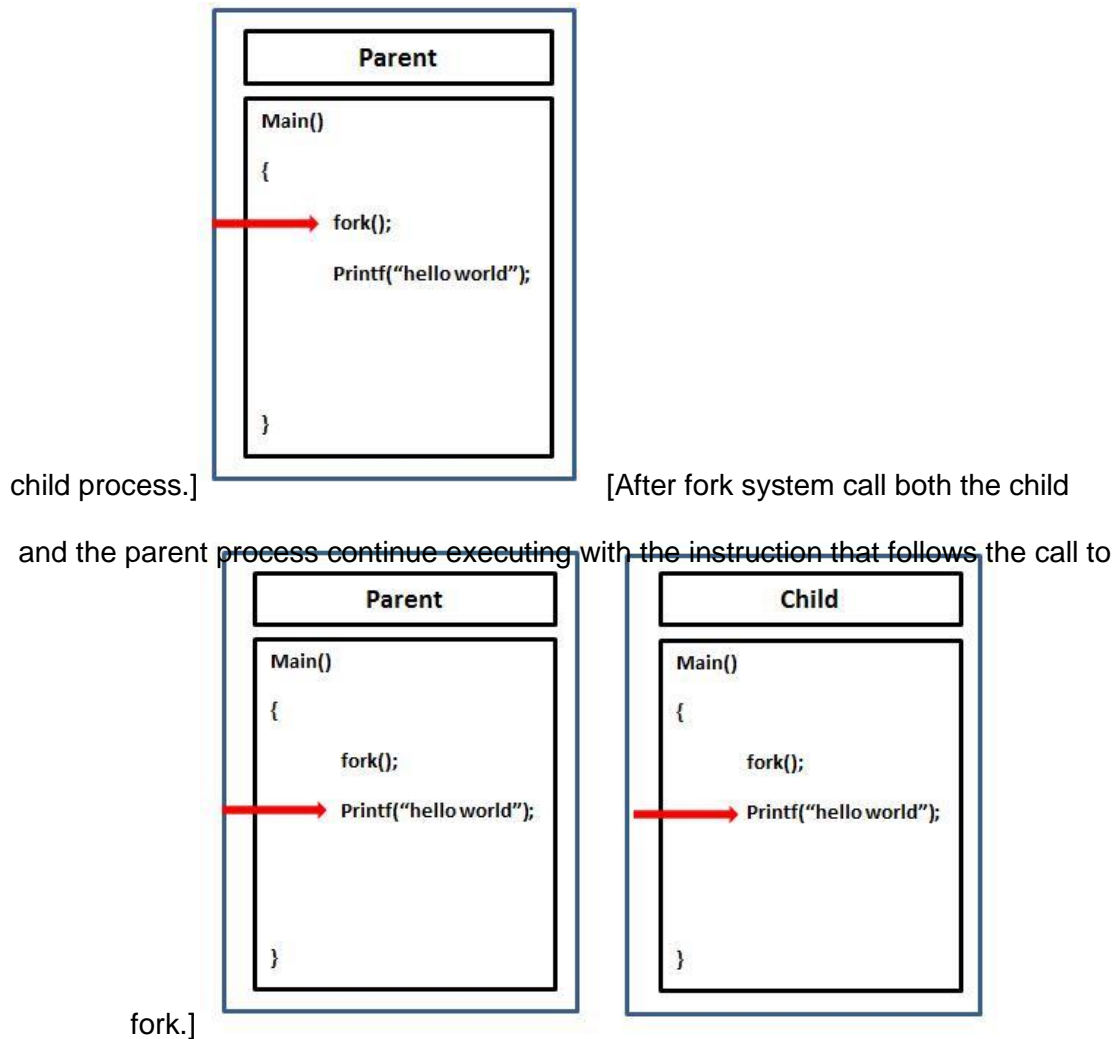 Parent
Main()
{
fork();
Printf(“hello world”);
}
child process.] [After fork system call both the child
and the parent process continue executing with the instruction that follows the call to
Parent
Main()
{
fork();
Printf(“hello world”);
}
Child
Main()
{
fork();
Printf(“hello world”);
}
fork.]